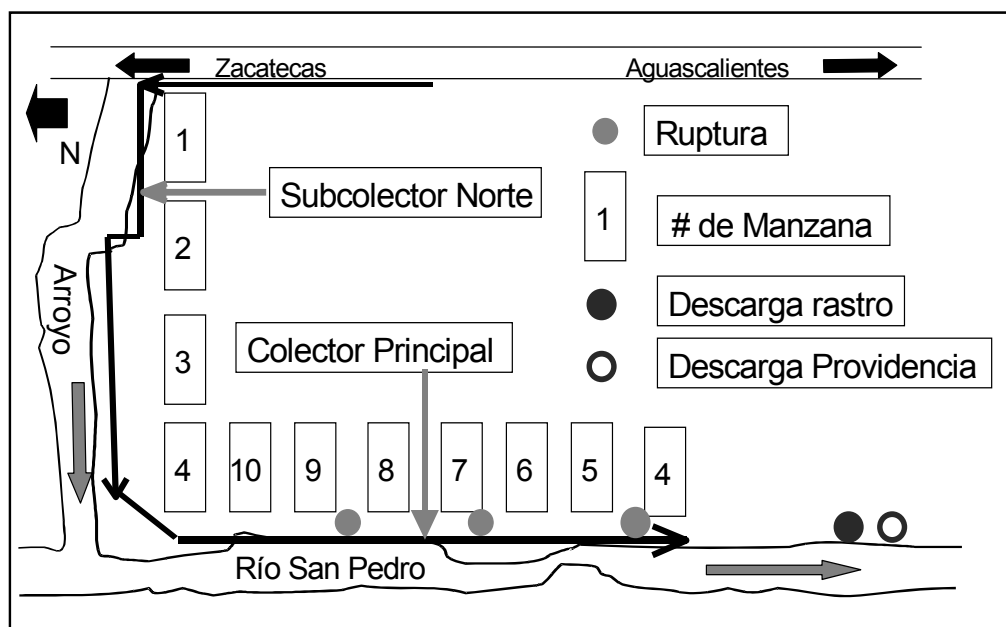 Zacatecas
Aguascalientes
N
1
Ruptura
Subcolector Norte
1
# de Manzana
2
Arroyo
Descarga rastro
3
Colector Principal
Descarga Providencia
4
10
9
8
7
6
5
4
Río San Pedro